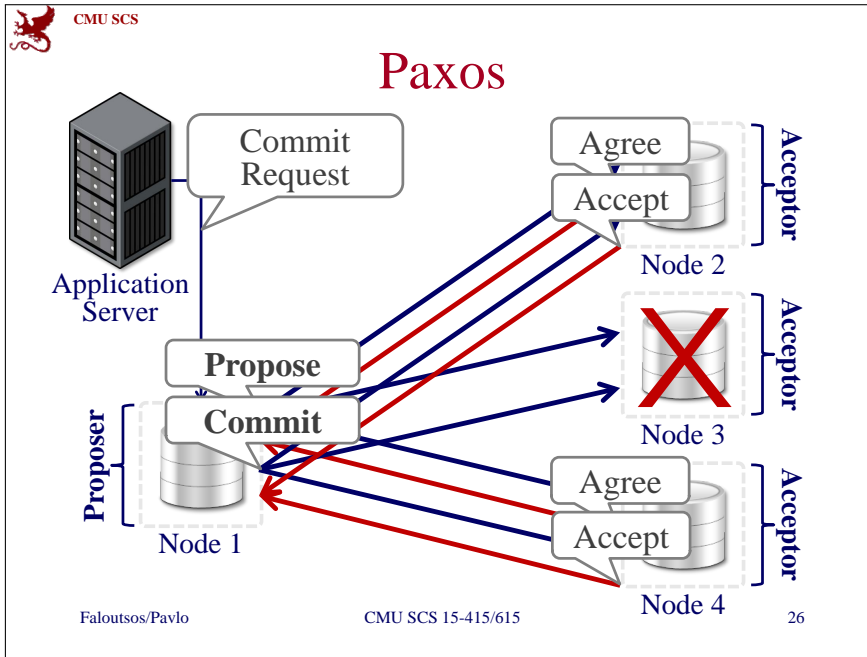 CMU SCS
Paxos
Commit
Request
Application
Server
Agree
Accept
Acceptor
Node 2
Acceptor
Node 3
Propose
Commit
Proposer
Node 1
Agree
Accept
Acceptor
Node 4
Faloutsos/Pavlo
CMU SCS 15-415/615
26